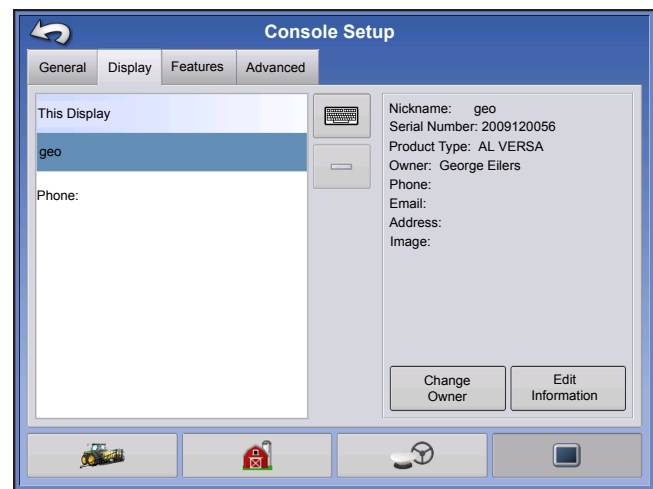 Console Setup
General Display Features Advanced
This Display
geo
Phone:
Nickname: geo
Serial Number: 2009120056
Product Type: AL VERSA
Owner: George Eilers
Phone:
Email:
Address:
Image:
Change
Owner
Edit
Information